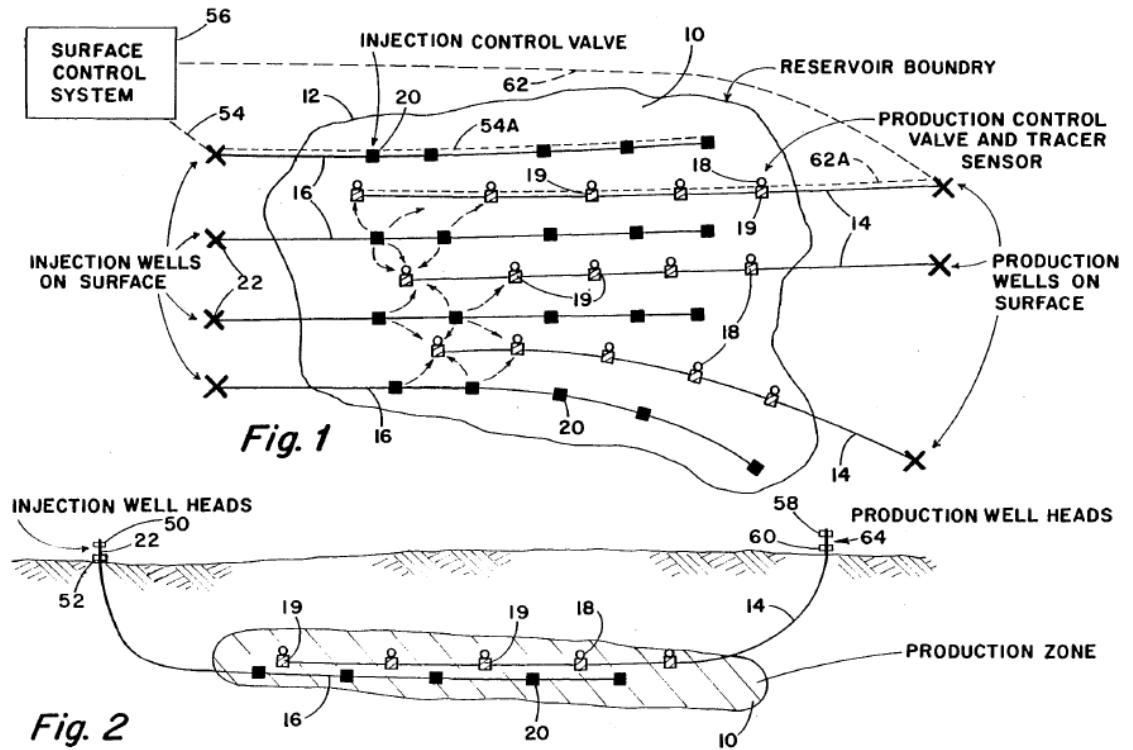 56
SURFACE
CONTROL
SYSTEM
INJECTION CONTROL VALVE
10
RESERVOIR BOUNDRY
62
12
20
54
54A
PRODUCTION CONTROL
VALVE AND TRACER
SENSOR
18
62A
16
19
19
14
INJECTION WELLS
ON SURFACE
22
19
PRODUCTION
WELLS ON
SURFACE
18
16
20
14
Fig. 1
INJECTION WELL HEADS
50
22
52
58
PRODUCTION WELL HEADS
60
64
14
19
19
18
PRODUCTION ZONE
16
20
10
Fig. 2